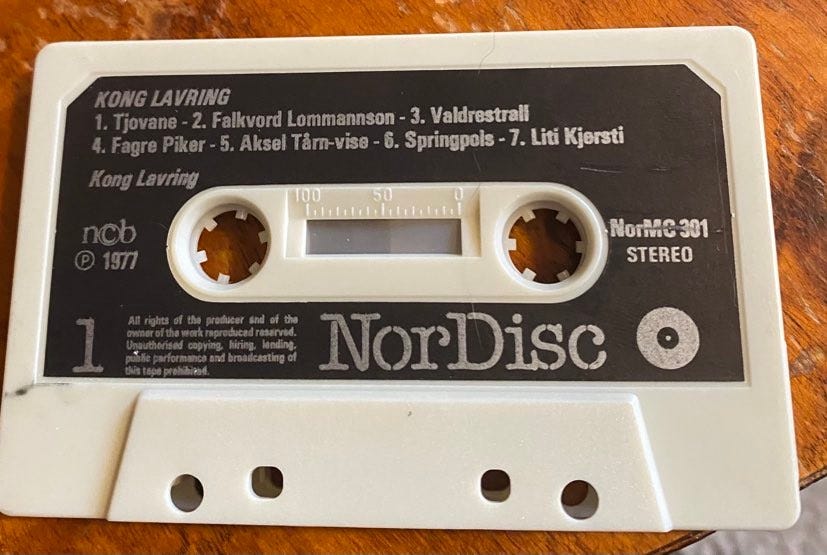 KONG LAVRING
1. Tjovane - 2. Falkvord Lommannson - 3. Valdrestrall
4. Fagre Piker - 5. Aksel Tårn-vise - 6. Springpols - 7. Liti Kjersti
Kong Lavring
100 50 0
ncb
Ⓟ 1977
NorMC 301
STEREO
1
All rights of the producer and of the
owner of the work reproduced reserved.
Unauthorised copying, hiring, lending,
public performance and broadcasting of
this tape prohibited.
NorDisc